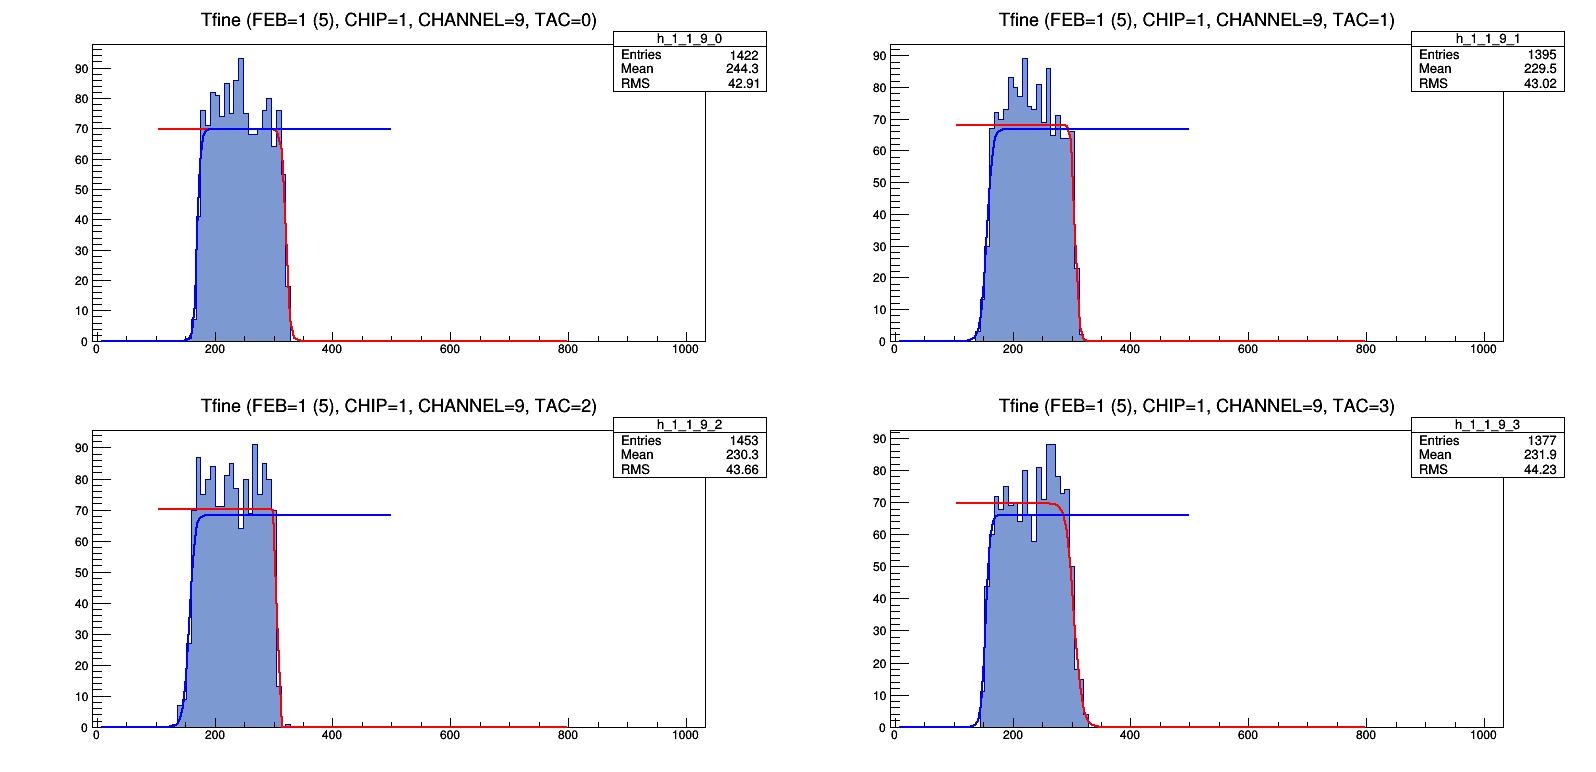 Tfine (FEB=1 (5), CHIP=1, CHANNEL=9, TAC=0)
h_1_1_9_0
Entries 1422
Mean 244.3
RMS 42.91
90
80
70
60
50
40
30
20
10
0
0 200 400 600 800 1000
Tfine (FEB=1 (5), CHIP=1, CHANNEL=9, TAC=1)
h_1_1_9_1
Entries 1395
Mean 229.5
RMS 43.02
90
80
70
60
50
40
30
20
10
0
0 200 400 600 800 1000
Tfine (FEB=1 (5), CHIP=1, CHANNEL=9, TAC=2)
h_1_1_9_2
Entries 1453
Mean 230.3
RMS 43.66
90
80
70
60
50
40
30
20
10
0
0 200 400 600 800 1000
Tfine (FEB=1 (5), CHIP=1, CHANNEL=9, TAC=3)
h_1_1_9_3
Entries 1377
Mean 231.9
RMS 44.23
90
80
70
60
50
40
30
20
10
0
0 200 400 600 800 1000